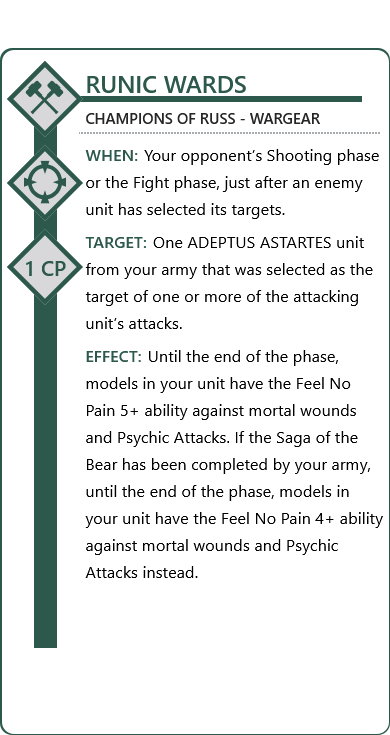 RUNIC WARDS
CHAMPIONS OF RUSS - WARGEAR
WHEN: Your opponent's Shooting phase
or the Fight phase, just after an enemy
unit has selected its targets.
TARGET: One ADEPTUS ASTARTES unit
from your army that was selected as the
target of one or more of the attacking
unit's attacks.
1 CP
EFFECT: Until the end of the phase,
models in your unit have the Feel No
Pain 5+ ability against mortal wounds
and Psychic Attacks. If the Saga of the
Bear has been completed by your army,
until the end of the phase, models in
your unit have the Feel No Pain 4+ ability
against mortal wounds and Psychic
Attacks instead.